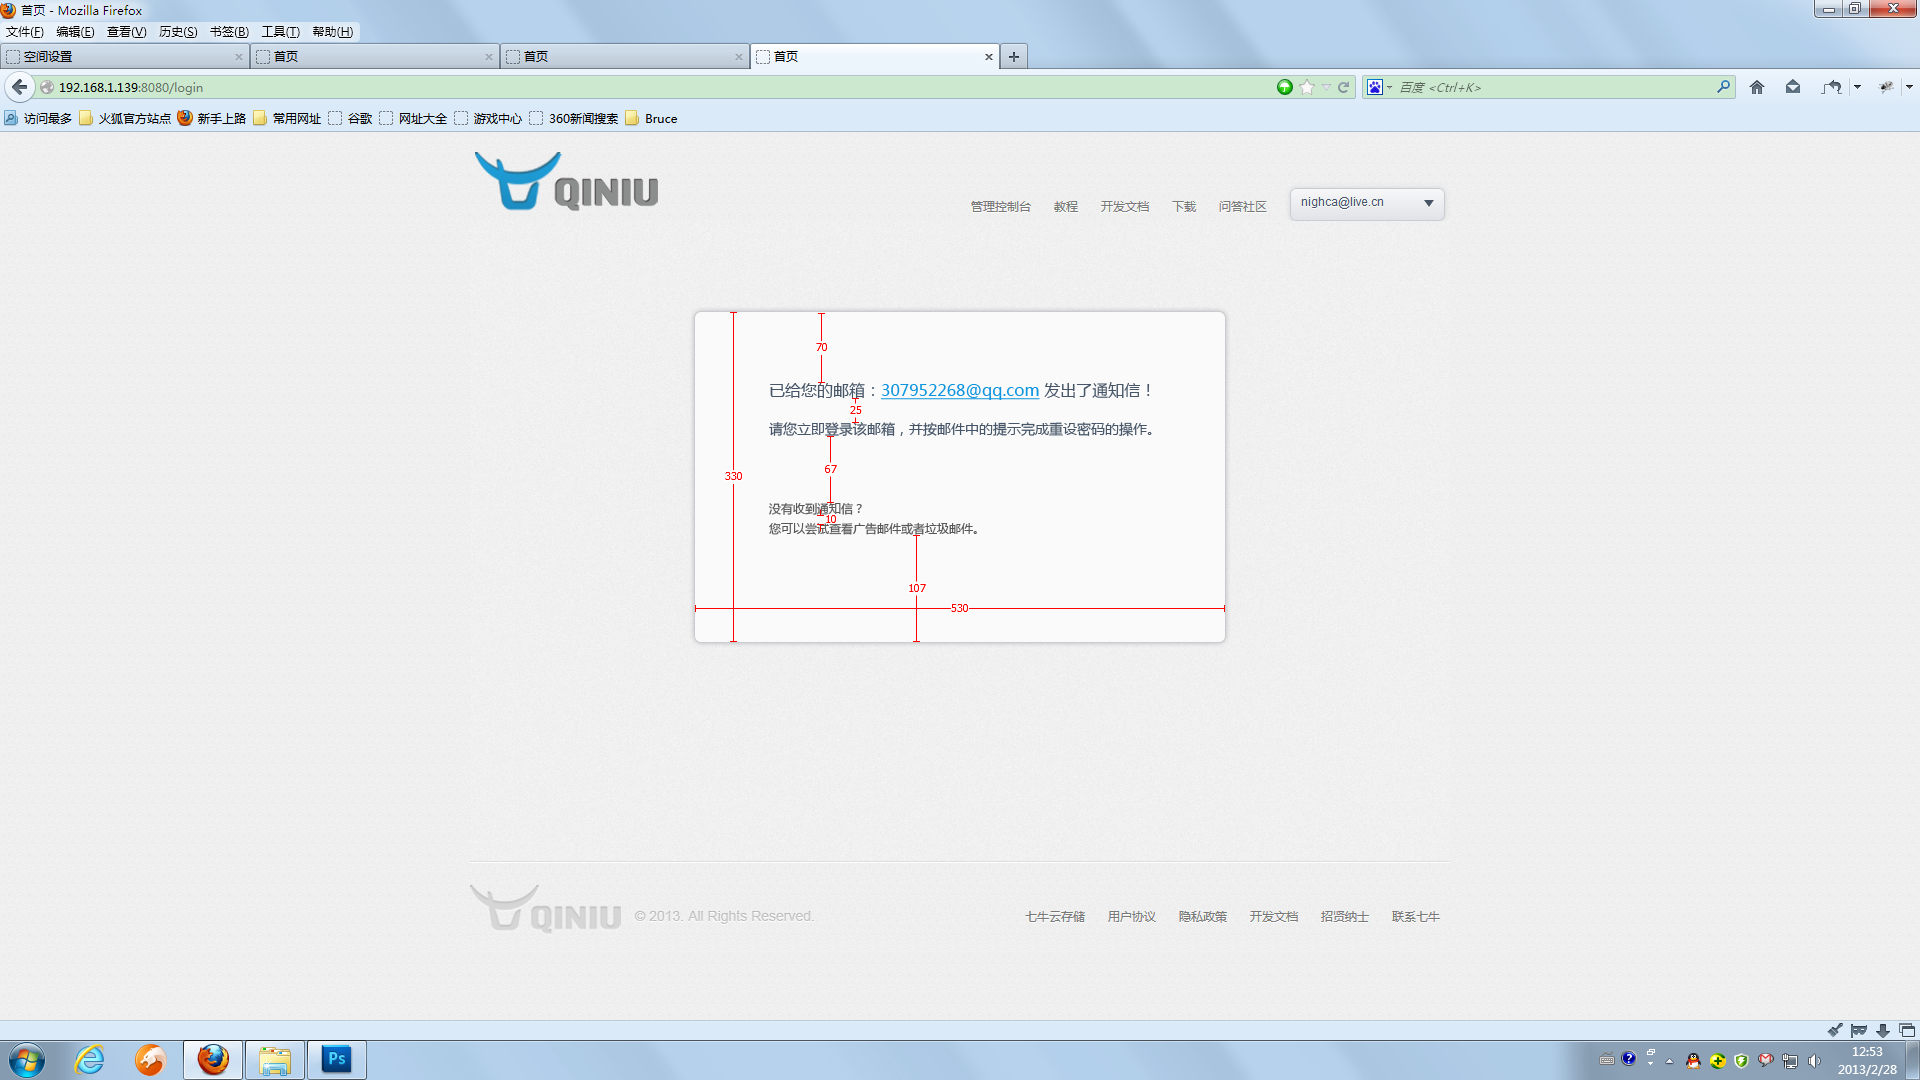 首页 - Mozilla Firefox
文件(F) 编辑(E) 查看(V) 历史(S) 书签(B) 工具(T) 帮助(H)
空间设置 首页 首页 首页
192.168.1.139:8080/login 百度 <Ctrl+K>
访问最多 火狐官方站点 新手上路 常用网址 谷歌 网址大全 游戏中心 360新闻搜索 Bruce
QINIU
管理控制台 教程 开发文档 下载 问答社区 nighca@live.cn
70
已给您的邮箱：307952268@qq.com 发出了通知信！
25
请您立即登录该邮箱，并按邮件中的提示完成重设密码的操作。
67
330
没有收到通知信？
10
您可以尝试查看广告邮件或者垃圾邮件。
107
530
QINIU © 2013. All Rights Reserved. 七牛云存储 用户协议 隐私政策 开发文档 招贤纳士 联系七牛
Ps
12:53
2013/2/28